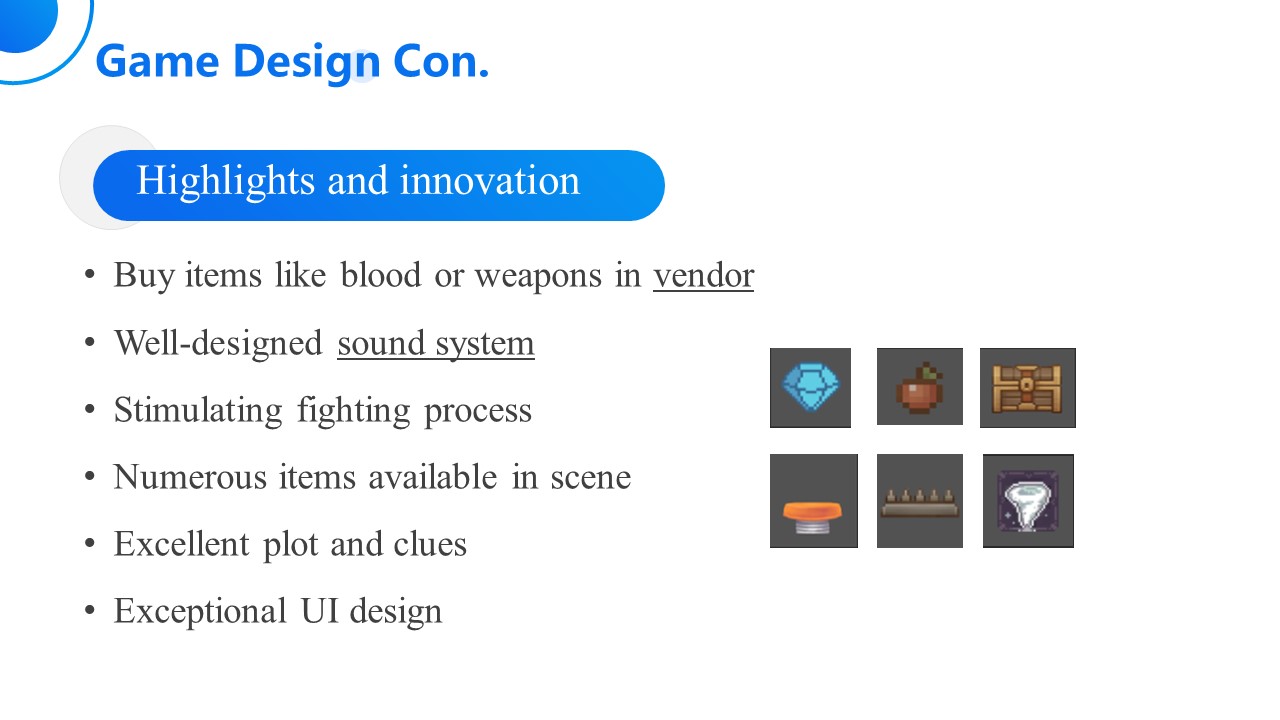 Game Design Con.
Highlights and innovation
• Buy items like blood or weapons in vendor
• Well-designed sound system
• Stimulating fighting process
• Numerous items available in scene
• Excellent plot and clues
• Exceptional UI design